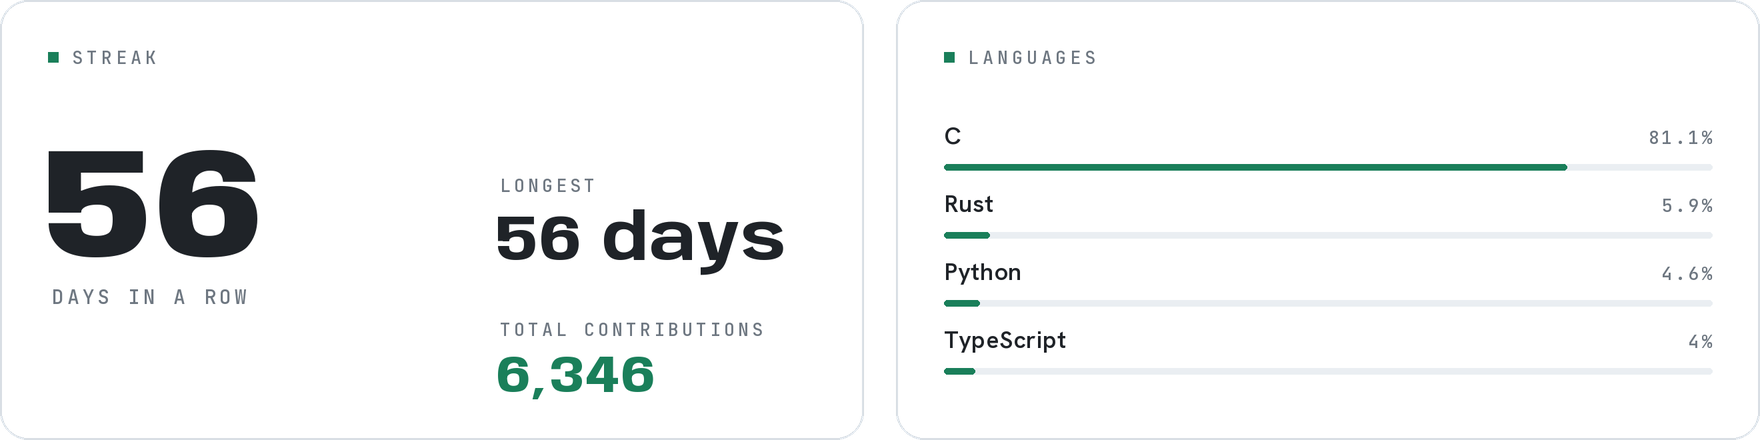 STREAK
56
DAYS IN A ROW
LONGEST
56 days
TOTAL CONTRIBUTIONS
6,346
LANGUAGES
C 81.1%
Rust 5.9%
Python 4.6%
TypeScript 4%